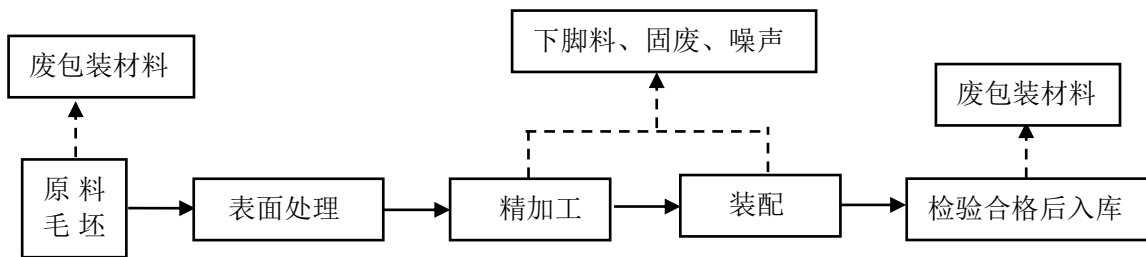 下脚料、固废、噪声
废包装材料
废包装材料
原 料
毛 坯
表面处理
精加工
装配
检验合格后入库